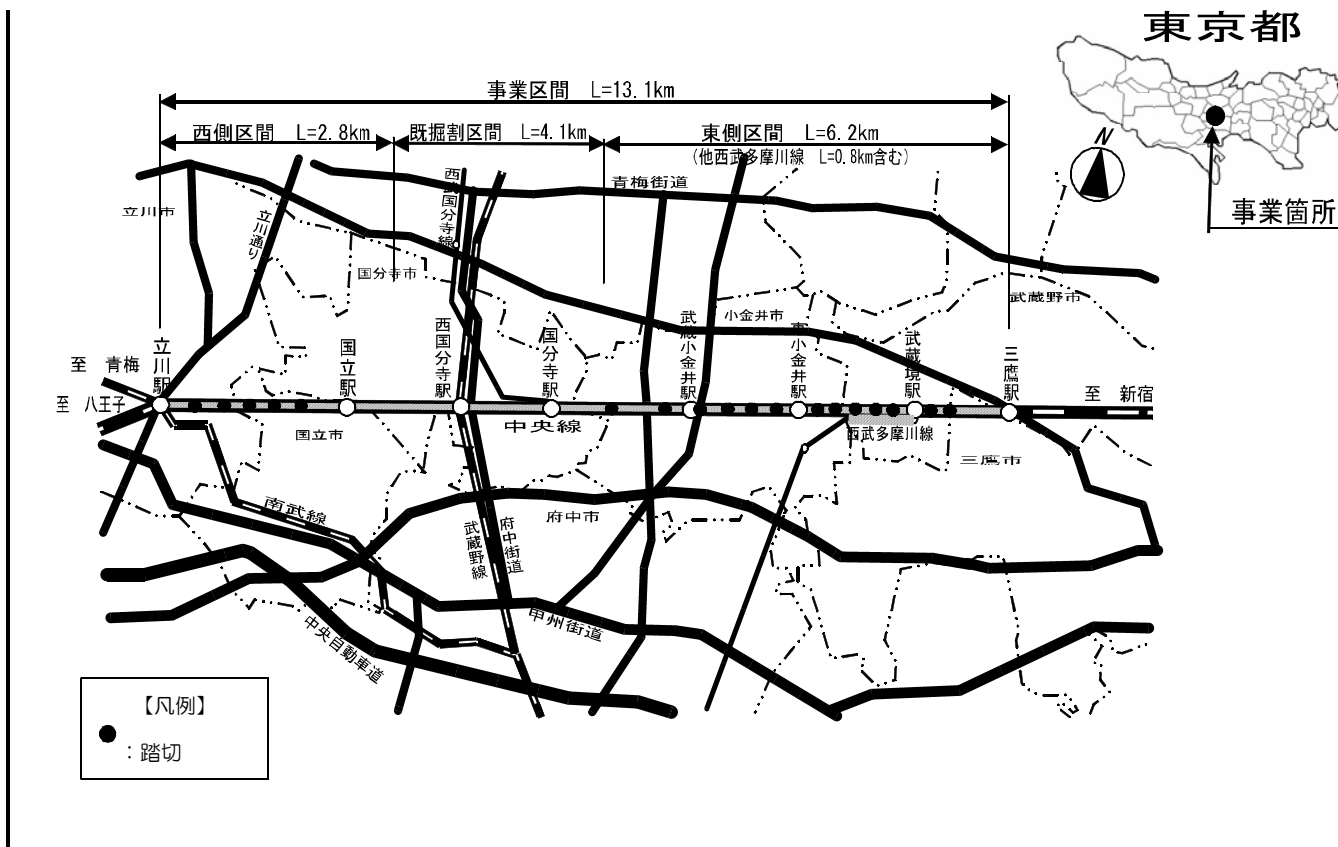 東京都
事業区間 L=13.1km
西側区間 L=2.8km
既掘割区間 L=4.1km
東側区間 L=6.2km
(他西武多摩川線 L=0.8km含む)
N
事業箇所
青梅街道
立川市
立川通り
西武国分寺線
国分寺市
武蔵野市
小金井市
至 青梅
至 八王子
立川駅
国立駅
西国分寺駅
国分寺駅
武蔵小金井駅
東小金井駅
武蔵境駅
三鷹駅
至 新宿
国立市
中央線
西武多摩川線
三鷹市
南武線
府中市
武蔵野線
府中街道
甲州街道
中央自動車道
【凡例】
:踏切